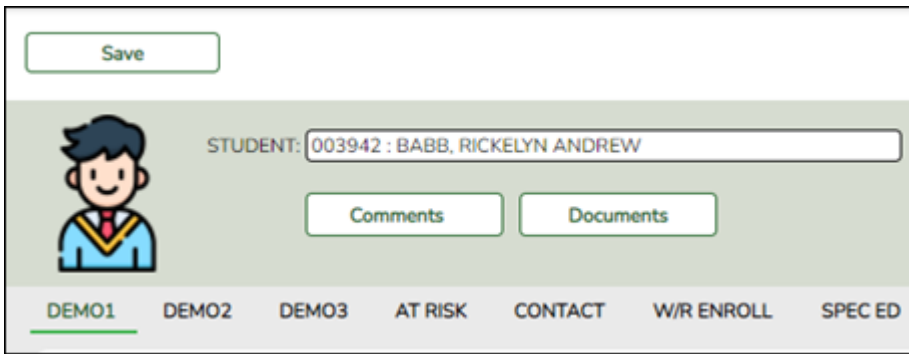 Save
STUDENT: 003942 : BABB, RICKELYN ANDREW
Comments Documents
DEMO1 DEMO2 DEMO3 AT RISK CONTACT W/R ENROLL SPEC ED